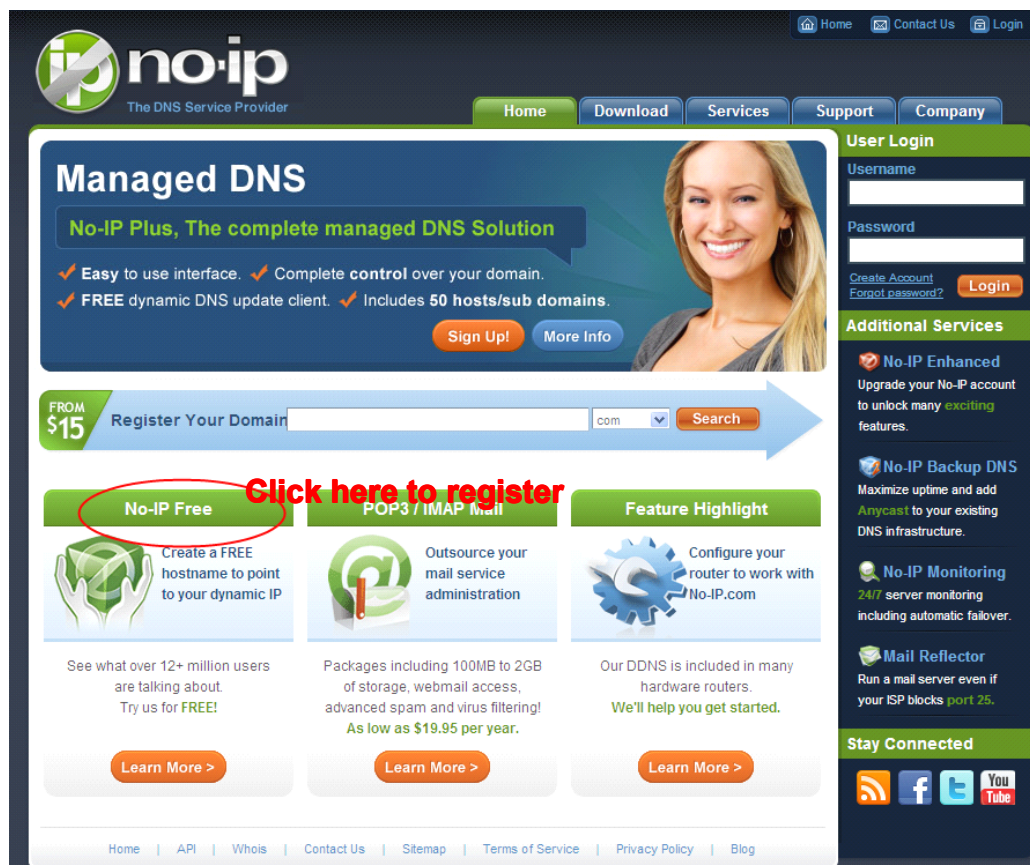 Home Contact Us Login
ip no·ip
The DNS Service Provider
Home Download Services Support Company
Managed DNS
No-IP Plus, The complete managed DNS Solution
Easy to use interface. Complete control over your domain.
FREE dynamic DNS update client. Includes 50 hosts/sub domains.
Sign Up! More Info
User Login
Username
Password
Create Account
Forgot password?
Login
FROM
$15
Register Your Domain com Search
Click here to register
No-IP Free
Create a FREE
hostname to point
to your dynamic IP
See what over 12+ million users
are talking about.
Try us for FREE!
Learn More >
POP3 / IMAP Mail
Outsource your
mail service
administration
Packages including 100MB to 2GB
of storage, webmail access,
advanced spam and virus filtering!
As low as $19.95 per year.
Learn More >
Feature Highlight
Configure your
router to work with
No-IP.com
Our DDNS is included in many
hardware routers.
We'll help you get started.
Learn More >
Additional Services
No-IP Enhanced
Upgrade your No-IP account
to unlock many exciting
features.
No-IP Backup DNS
Maximize uptime and add
Anycast to your existing
DNS infrastructure.
No-IP Monitoring
24/7 server monitoring
including automatic failover.
Mail Reflector
Run a mail server even if
your ISP blocks port 25.
Stay Connected
You
Tube
Home | API | Whois | Contact Us | Sitemap | Terms of Service | Privacy Policy | Blog